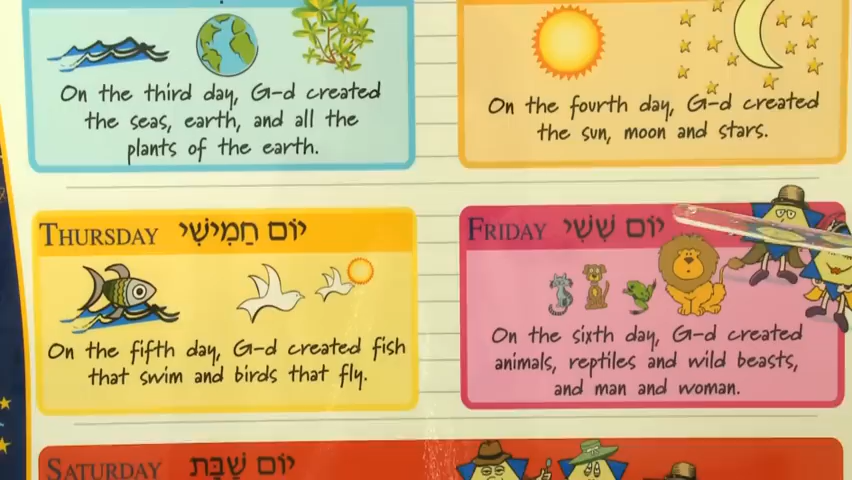 On the third day, G-d created
the seas, earth, and all the
plants of the earth.
On the fourth day, G-d created
the sun, moon and stars.
THURSDAY יוֹם חַמִישִׁי
On the fifth day, G-d created fish
that swim and birds that fly.
FRIDAY יוֹם שִׁשִׁי
On the sixth day, G-d created
animals, reptiles and wild beasts,
and man and woman.
SATURDAY יוֹם שַׁבָּת